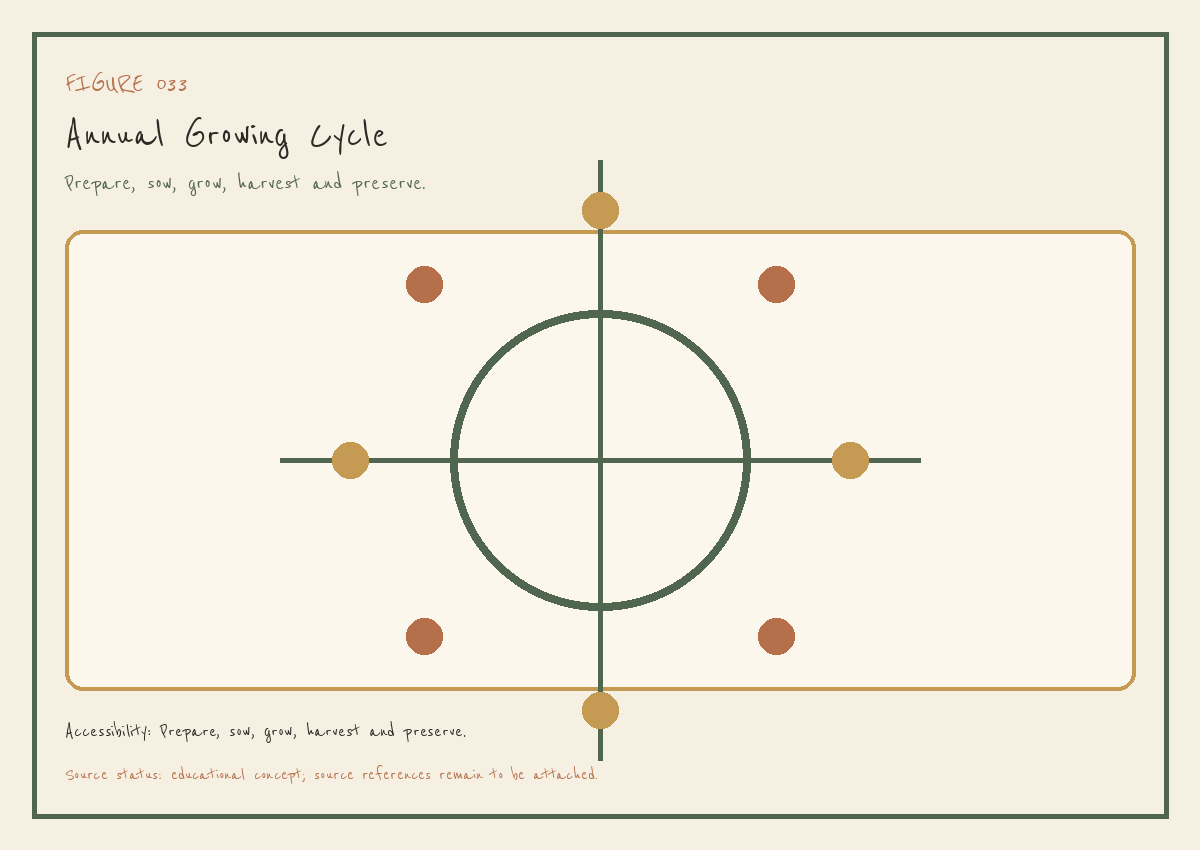 FIGURE 033
Annual Growing Cycle
Prepare, sow, grow, harvest and preserve.
Accessibility: Prepare, sow, grow, harvest and preserve.
Source status: educational concept; source references remain to be attached.